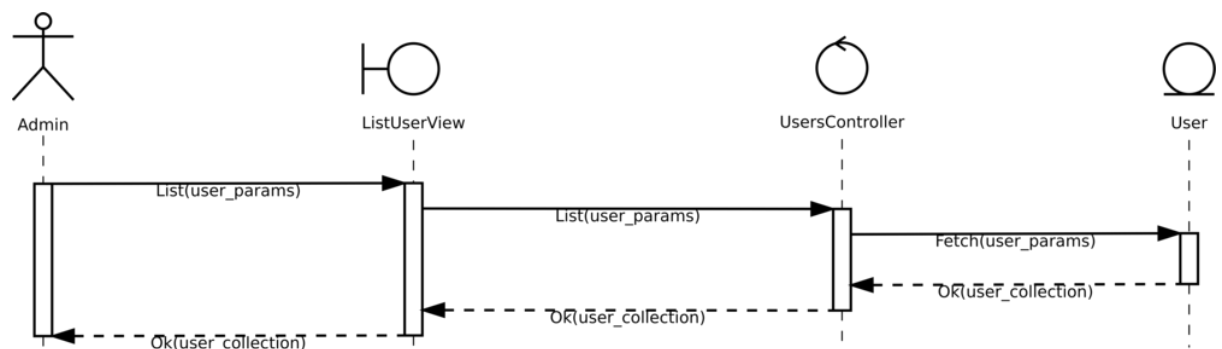 Admin
ListUserView
UsersController
User
List(user_params)
List(user_params)
Fetch(user_params)
Ok(user_collection)
Ok(user_collection)
Ok(user_collection)